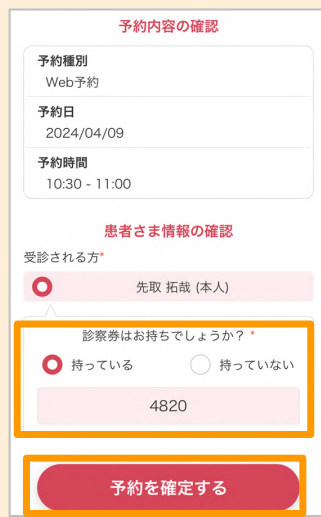 予約内容の確認
予約種別
Web予約
予約日
2024/04/09
予約時間
10:30 - 11:00
患者さま情報の確認
受診される方*
先取 拓哉 (本人)
診察券はお持ちでしょうか？ *
持っている 持っていない
4820
予約を確定する